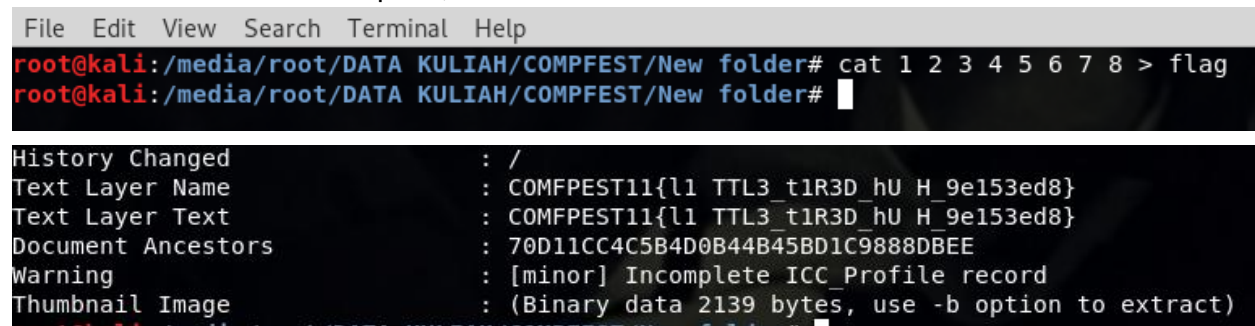 File Edit View Search Terminal Help
root@kali:/media/root/DATA KULIAH/COMPFEST/New folder# cat 1 2 3 4 5 6 7 8 > flag
root@kali:/media/root/DATA KULIAH/COMPFEST/New folder#
History Changed : /
Text Layer Name : COMFPEST11{l1 TTL3_t1R3D_hU H_9e153ed8}
Text Layer Text : COMFPEST11{l1 TTL3_t1R3D_hU H_9e153ed8}
Document Ancestors : 70D11CC4C5B4D0B44B45BD1C9888DBEE
Warning : [minor] Incomplete ICC_Profile record
Thumbnail Image : (Binary data 2139 bytes, use -b option to extract)